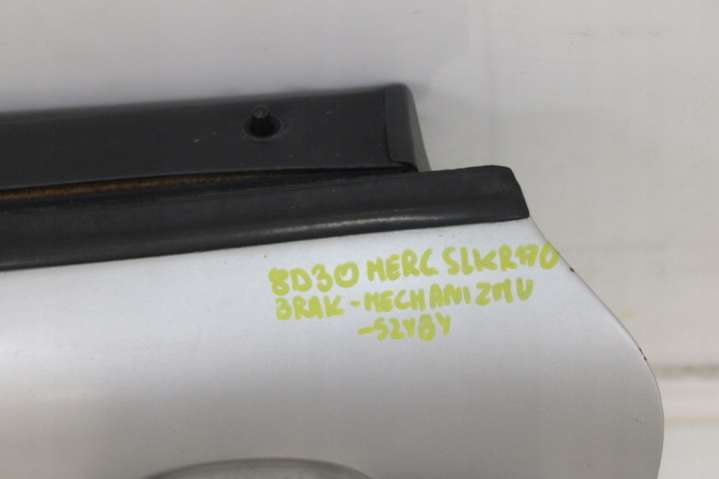 8D30 MERC SLKR170
BRAK - MECHANIZMU
- SZYBY